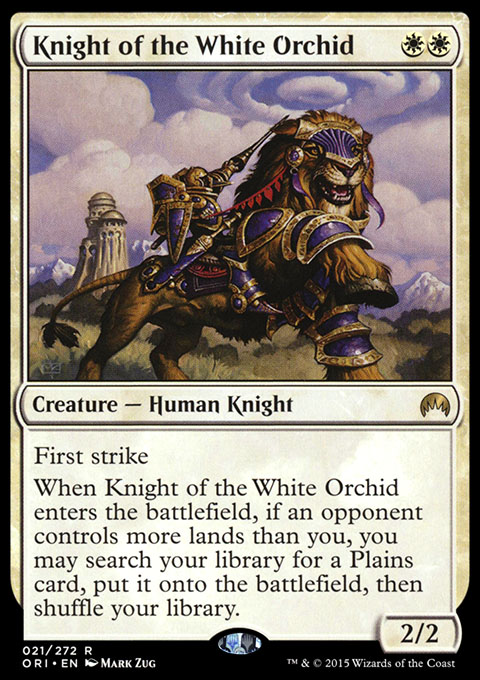 Knight of the White Orchid
Creature — Human Knight
First strike
When Knight of the White Orchid
enters the battlefield, if an opponent
controls more lands than you, you
may search your library for a Plains
card, put it onto the battlefield, then
shuffle your library.
2/2
021/272 R
ORI • EN Mark Zug
™ & © 2015 Wizards of the Coast